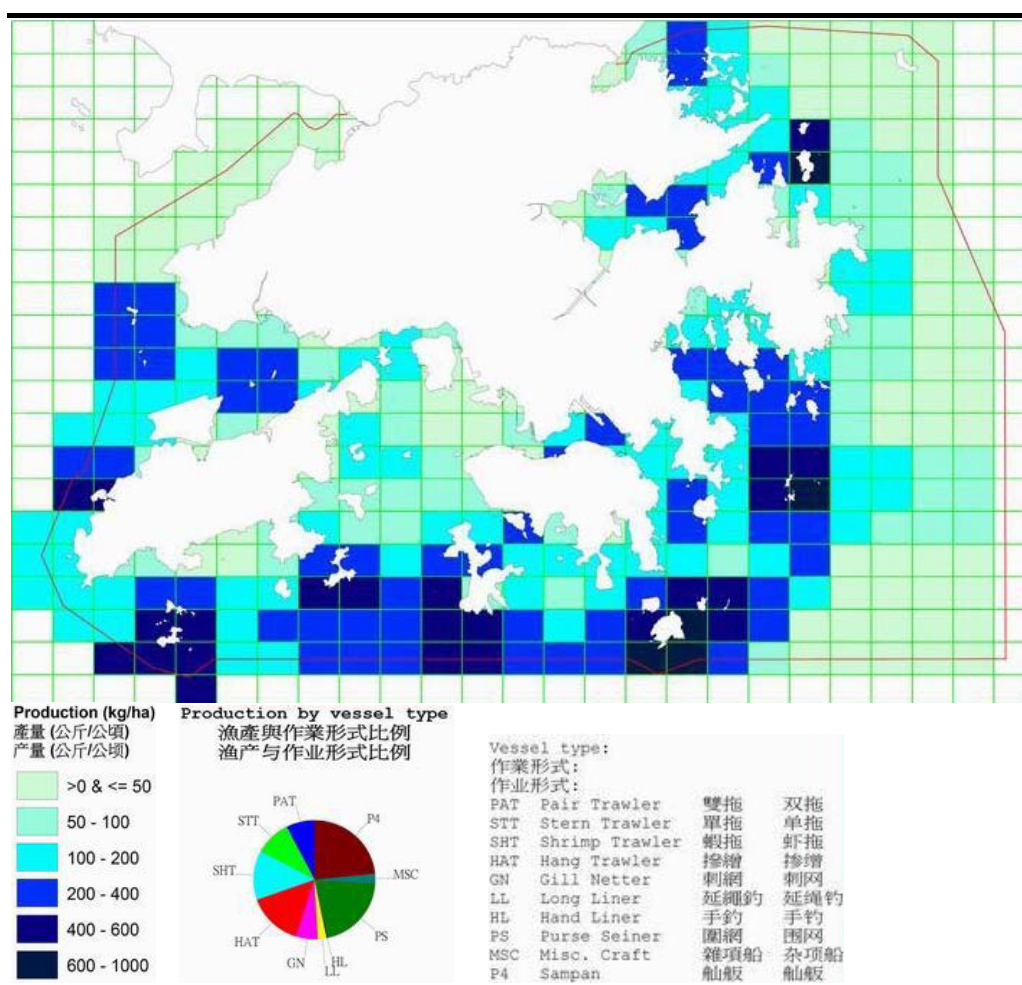 Production (kg/ha)
產量 (公斤/公頃)
产量 (公斤/公顷)
>0 & <= 50
50 - 100
100 - 200
200 - 400
400 - 600
600 - 1000
Production by vessel type
漁產與作業形式比例
渔产与作业形式比例
PAT
P4
STT
SHT
MSC
HAT
PS
GN
HL
LL
Vessel type:
作業形式:
作业形式:
PAT Pair Trawler 雙拖 双拖
STT Stern Trawler 單拖 单拖
SHT Shrimp Trawler 蝦拖 虾拖
HAT Hang Trawler 摻繒 掺缯
GN Gill Netter 刺網 刺网
LL Long Liner 延繩釣 延绳钓
HL Hand Liner 手釣 手钓
PS Purse Seiner 圍網 围网
MSC Misc. Craft 雜項船 杂项船
P4 Sampan 舢舨 舢舨